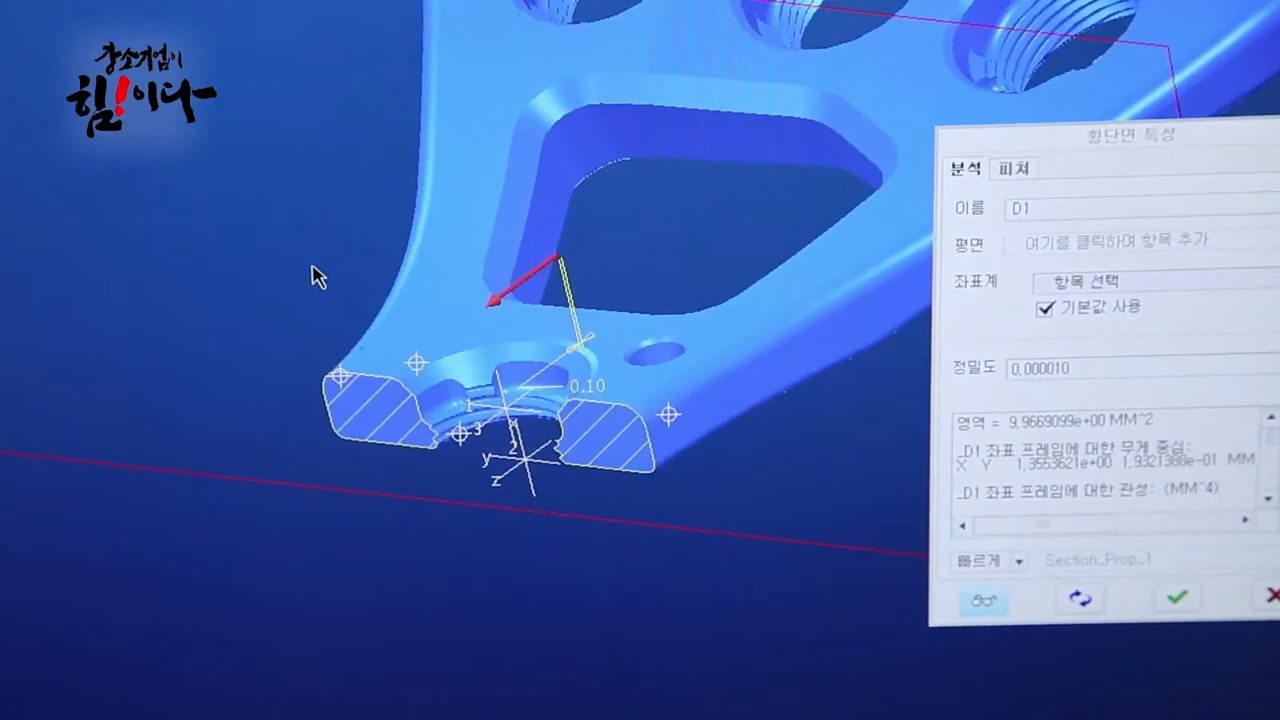 강소기업이
힘!이다
횡단면 특성
분석 피쳐
이름 D1
평면 여기를 클릭하여 항목 추가
좌표계 항목 선택
기본값 사용
정밀도 0,000010
영역 = 9,9669099e+00 MM^2
_D1 좌표 프레임에 대한 무게 중심:
X Y 1,3553621e+00 1,9321388e-01 MM
_D1 좌표 프레임에 대한 관성: (MM^4)
빠르게 Section_Prop_1
0.10
1
3
2
x
y
z